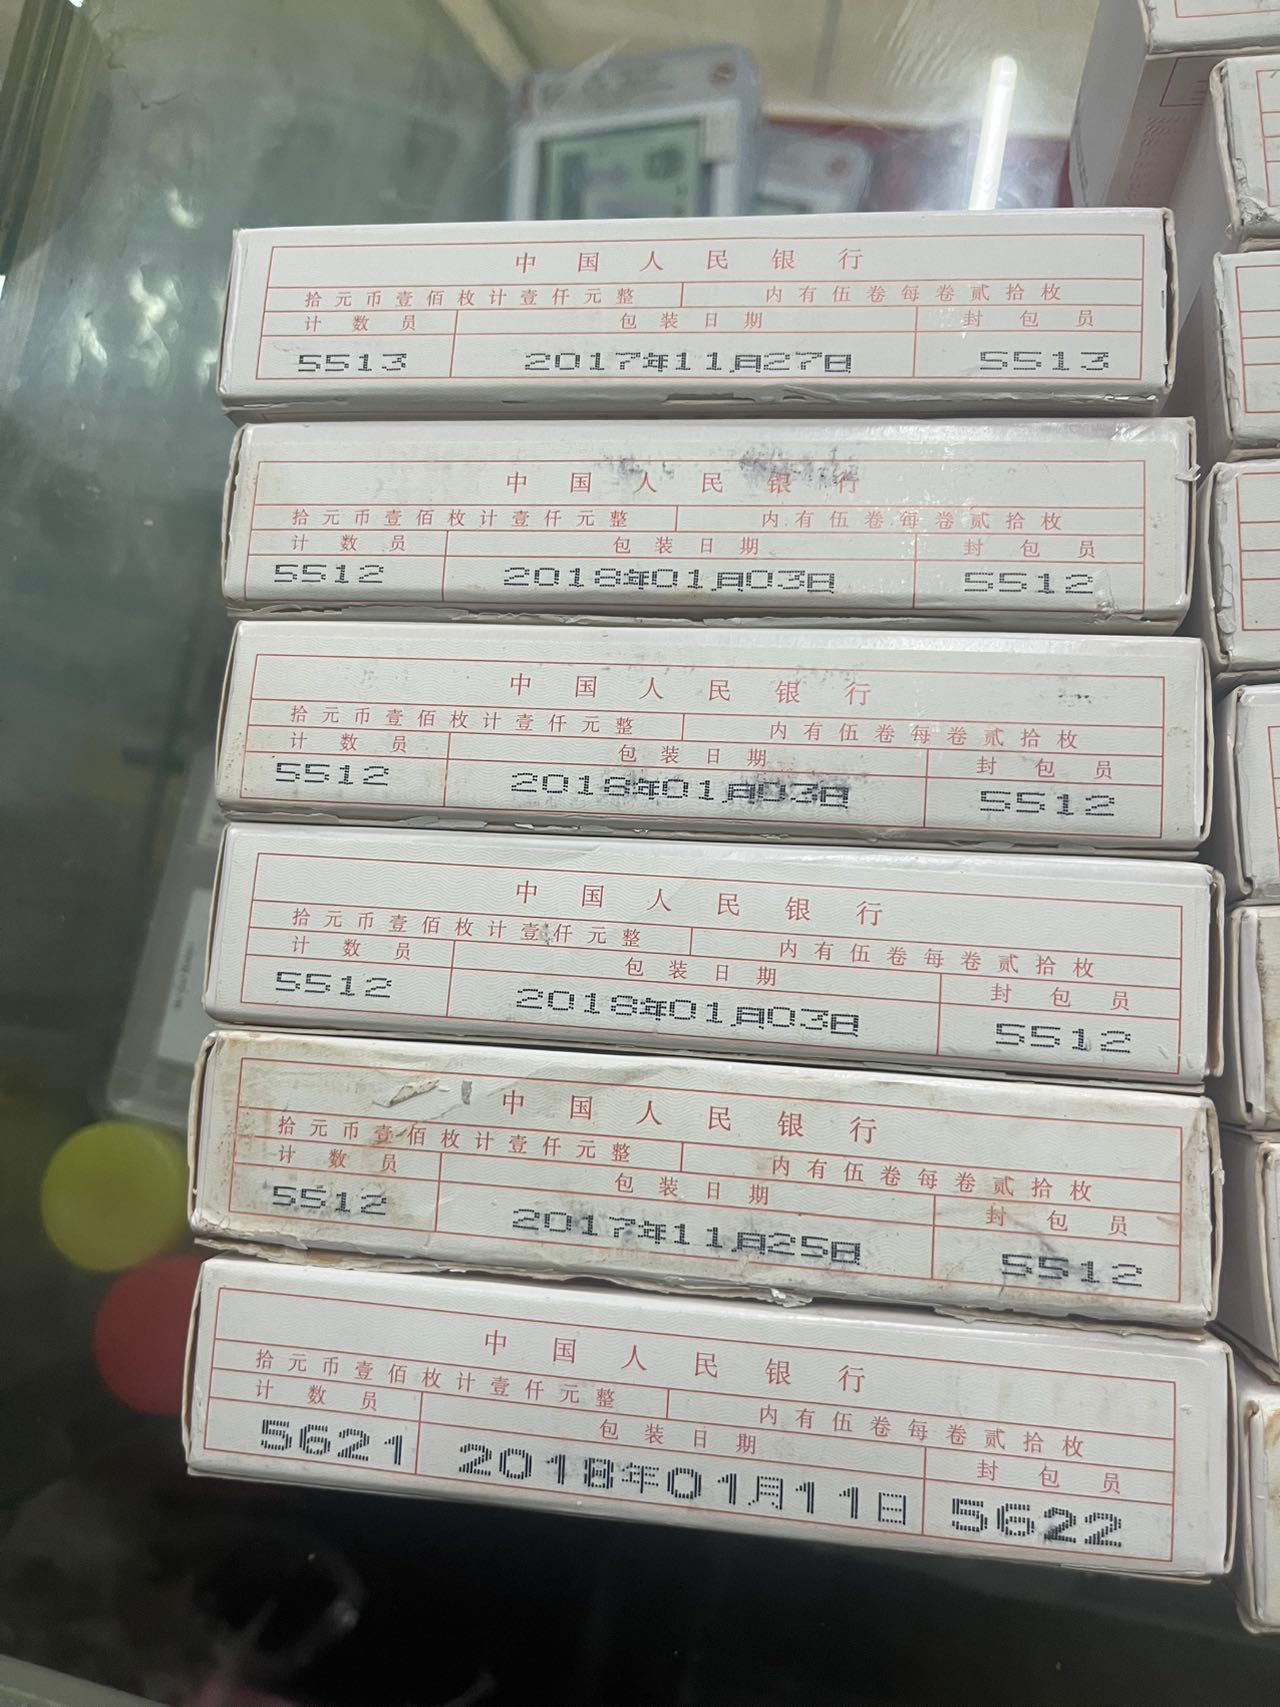 中国人民银行
拾元币壹佰枚计壹仟元整 内有伍卷每卷贰拾枚
计数员 包装日期 封包员
5513 2017年11月27日 5513
中国人民银行
拾元币壹佰枚计壹仟元整 内有伍卷每卷贰拾枚
计数员 包装日期 封包员
5512 2018年01月03日 5512
中国人民银行
拾元币壹佰枚计壹仟元整 内有伍卷每卷贰拾枚
计数员 包装日期 封包员
5512 2018年01月03日 5512
中国人民银行
拾元币壹佰枚计壹仟元整 内有伍卷每卷贰拾枚
计数员 包装日期 封包员
5512 2018年01月03日 5512
中国人民银行
拾元币壹佰枚计壹仟元整 内有伍卷每卷贰拾枚
计数员 包装日期 封包员
5512 2017年11月25日 5512
中国人民银行
拾元币壹佰枚计壹仟元整 内有伍卷每卷贰拾枚
计数员 包装日期 封包员
5621 2018年01月11日 5622